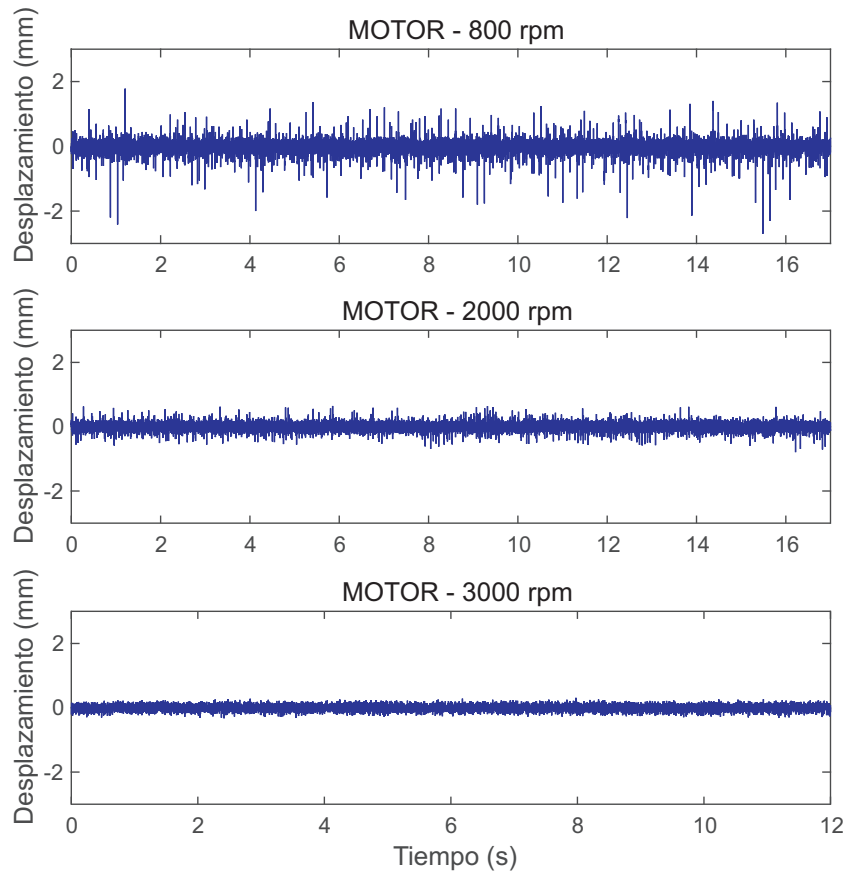 MOTOR - 800 rpm
Desplazamiento (mm)
2
0
-2
0 2 4 6 8 10 12 14 16
MOTOR - 2000 rpm
Desplazamiento (mm)
2
0
-2
0 2 4 6 8 10 12 14 16
MOTOR - 3000 rpm
Desplazamiento (mm)
2
0
-2
0 2 4 6 8 10 12
Tiempo (s)